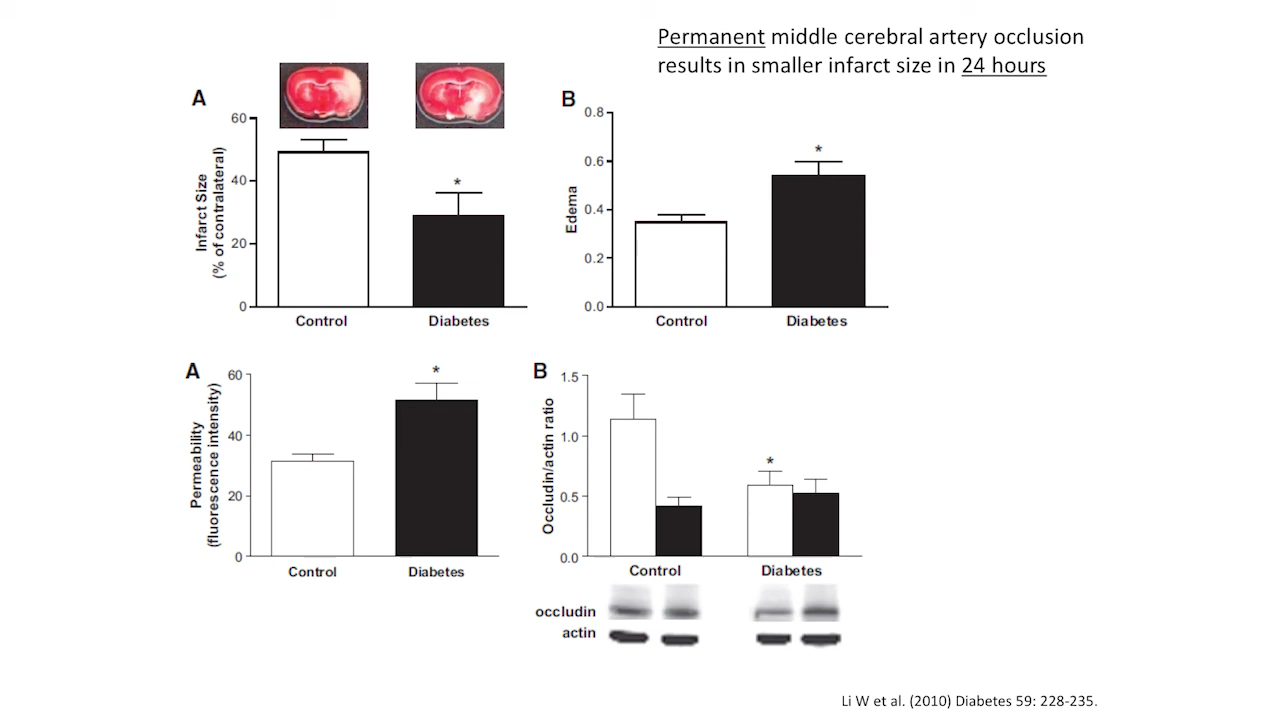 Permanent middle cerebral artery occlusion
results in smaller infarct size in 24 hours
A
60
40
20
0
Infarct Size
(% of contralateral)
*
Control
Diabetes
B
0.8
0.6
0.4
0.2
0.0
Edema
*
Control
Diabetes
A
60
40
20
0
Permeability
(fluorescence intensity)
*
Control
Diabetes
B
1.5
1.0
0.5
0.0
Occludin/actin ratio
*
Control
Diabetes
occludin
actin
Li W et al. (2010) Diabetes 59: 228-235.